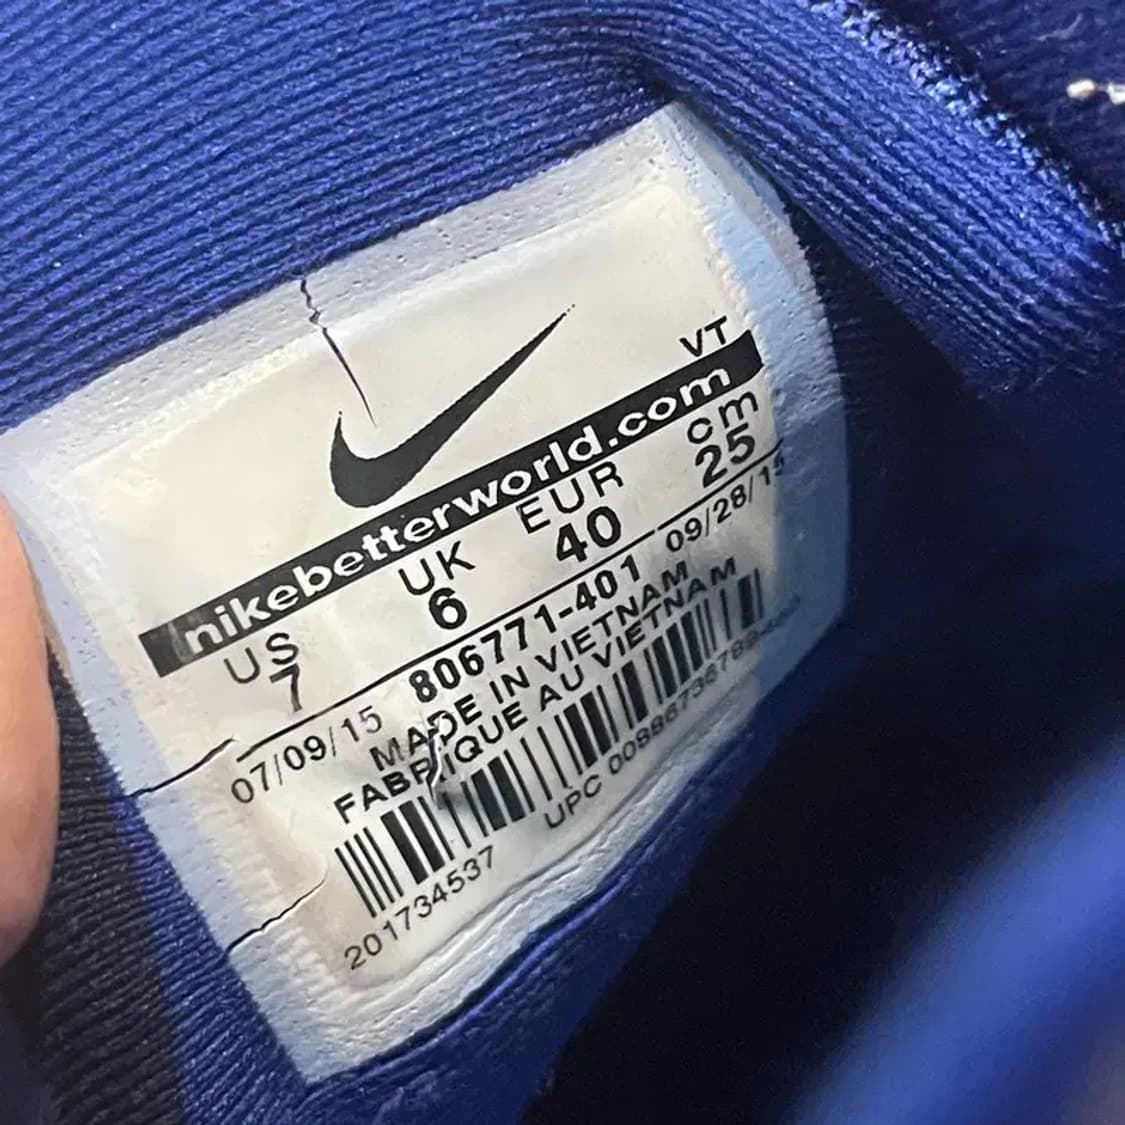 VT
nikebetterworld.com
US UK EUR cm
7 6 40 25
07/09/15 806771-401 09/28/15
MADE IN VIETNAM
FABRIQUE AU VIETNAM
UPC
201734537